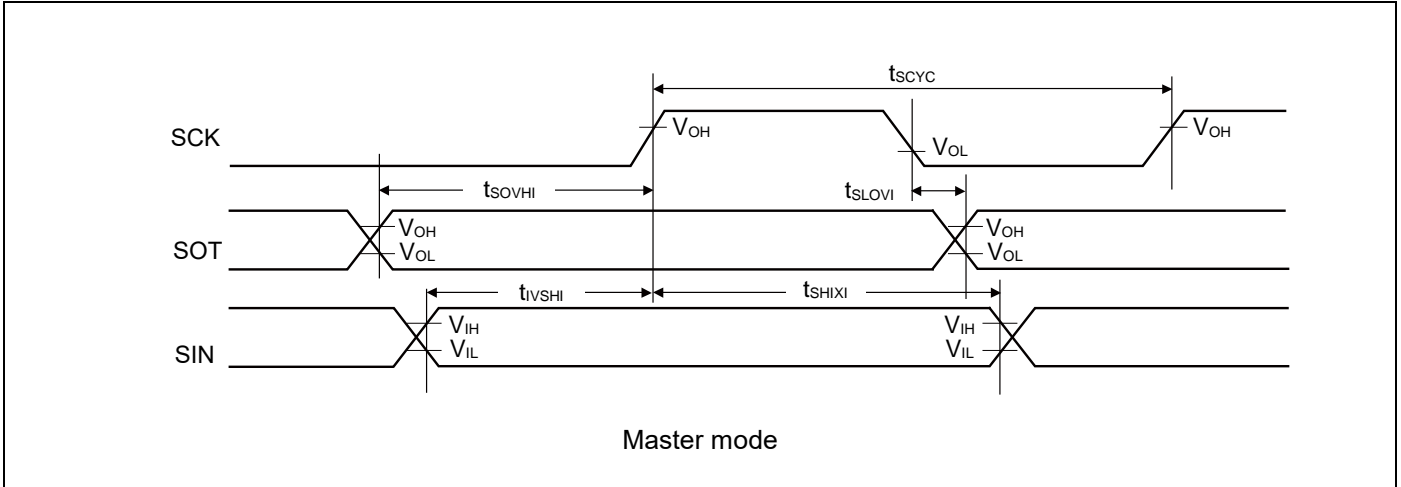 tSCYC
SCK
VOH
VOL
VOH
tSOVHI
tSLOVI
SOT
VOH
VOL
VOH
VOL
tIVSHI
tSHIXI
SIN
VIH
VIL
VIH
VIL
Master mode